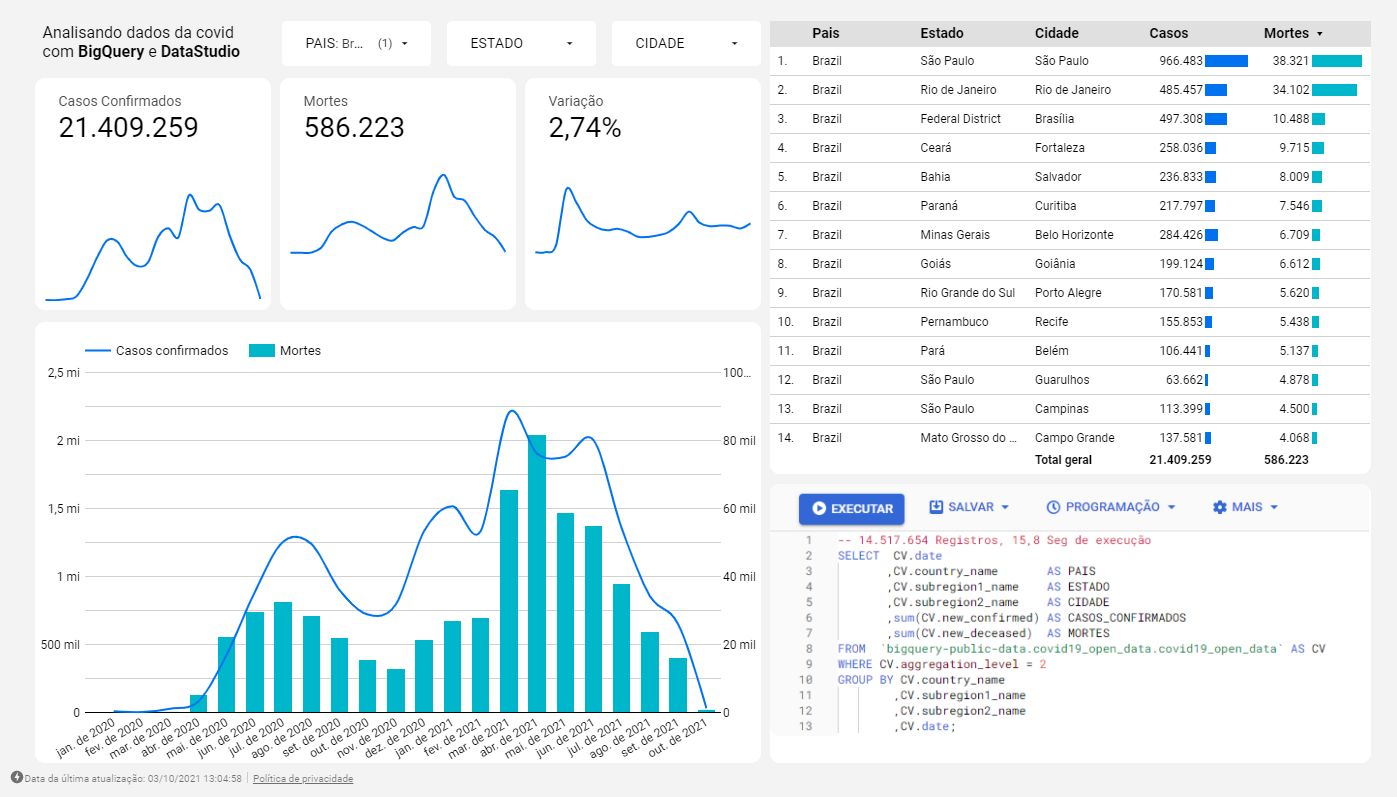 Analisando dados da covid
com BigQuery e DataStudio
PAIS: Br... (1)
ESTADO
CIDADE
Casos Confirmados
21.409.259
Mortes
586.223
Variação
2,74%
Casos confirmados
Mortes
2,5 mi
2 mi
1,5 mi
1 mi
500 mil
0
100...
80 mil
60 mil
40 mil
20 mil
0
jan. de 2020
fev. de 2020
mar. de 2020
abr. de 2020
mai. de 2020
jun. de 2020
jul. de 2020
ago. de 2020
set. de 2020
out. de 2020
nov. de 2020
dez. de 2020
jan. de 2021
fev. de 2021
mar. de 2021
abr. de 2021
mai. de 2021
jun. de 2021
jul. de 2021
ago. de 2021
set. de 2021
out. de 2021
Pais Estado Cidade Casos Mortes
1. Brazil São Paulo São Paulo 966.483 38.321
2. Brazil Rio de Janeiro Rio de Janeiro 485.457 34.102
3. Brazil Federal District Brasília 497.308 10.488
4. Brazil Ceará Fortaleza 258.036 9.715
5. Brazil Bahia Salvador 236.833 8.009
6. Brazil Paraná Curitiba 217.797 7.546
7. Brazil Minas Gerais Belo Horizonte 284.426 6.709
8. Brazil Goiás Goiânia 199.124 6.612
9. Brazil Rio Grande do Sul Porto Alegre 170.581 5.620
10. Brazil Pernambuco Recife 155.853 5.438
11. Brazil Pará Belém 106.441 5.137
12. Brazil São Paulo Guarulhos 63.662 4.878
13. Brazil São Paulo Campinas 113.399 4.500
14. Brazil Mato Grosso do ... Campo Grande 137.581 4.068
Total geral 21.409.259 586.223
EXECUTAR SALVAR PROGRAMAÇÃO MAIS
1 -- 14.517.654 Registros, 15,8 Seg de execução
2 SELECT CV.date
3 ,CV.country_name AS PAIS
4 ,CV.subregion1_name AS ESTADO
5 ,CV.subregion2_name AS CIDADE
6 ,sum(CV.new_confirmed) AS CASOS_CONFIRMADOS
7 ,sum(CV.new_deceased) AS MORTES
8 FROM `bigquery-public-data.covid19_open_data.covid19_open_data` AS CV
9 WHERE CV.aggregation_level = 2
10 GROUP BY CV.country_name
11 ,CV.subregion1_name
12 ,CV.subregion2_name
13 ,CV.date;
Data da última atualização: 03/10/2021 13:04:58 Política de privacidade